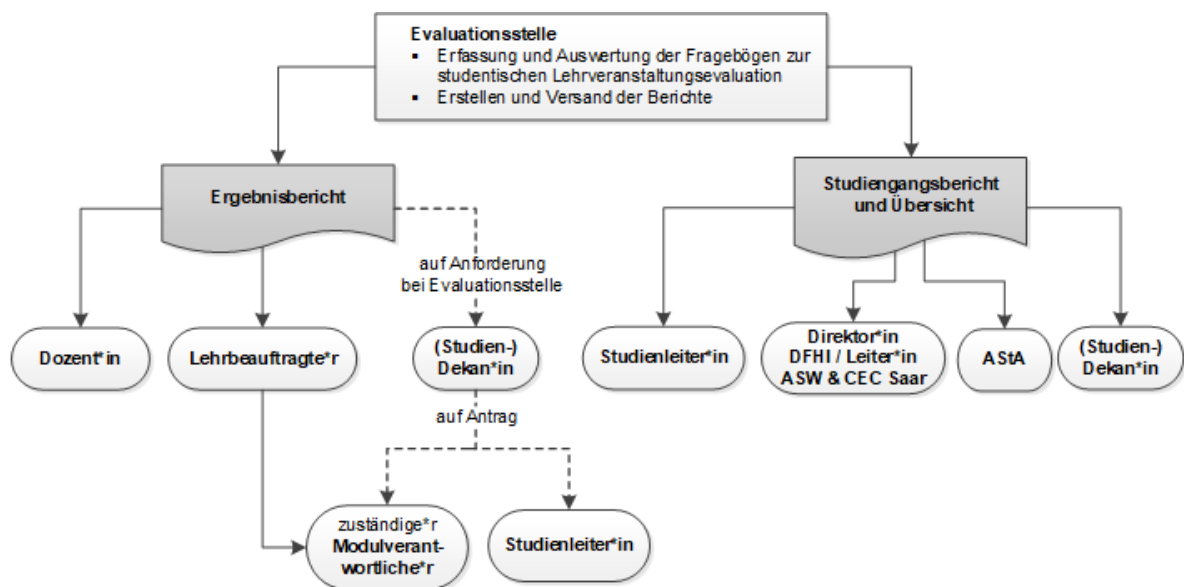 Evaluationsstelle
▪ Erfassung und Auswertung der Fragebögen zur
studentischen Lehrveranstaltungsevaluation
▪ Erstellen und Versand der Berichte
Ergebnisbericht
Studiengangsbericht
und Übersicht
auf Anforderung
bei Evaluationsstelle
Dozent*in
Lehrbeauftragte*r
(Studien-)
Dekan*in
Studienleiter*in
Direktor*in
DFHI / Leiter*in
ASW & CEC Saar
AStA
(Studien-)
Dekan*in
auf Antrag
zuständige*r
Modulverant-
wortliche*r
Studienleiter*in